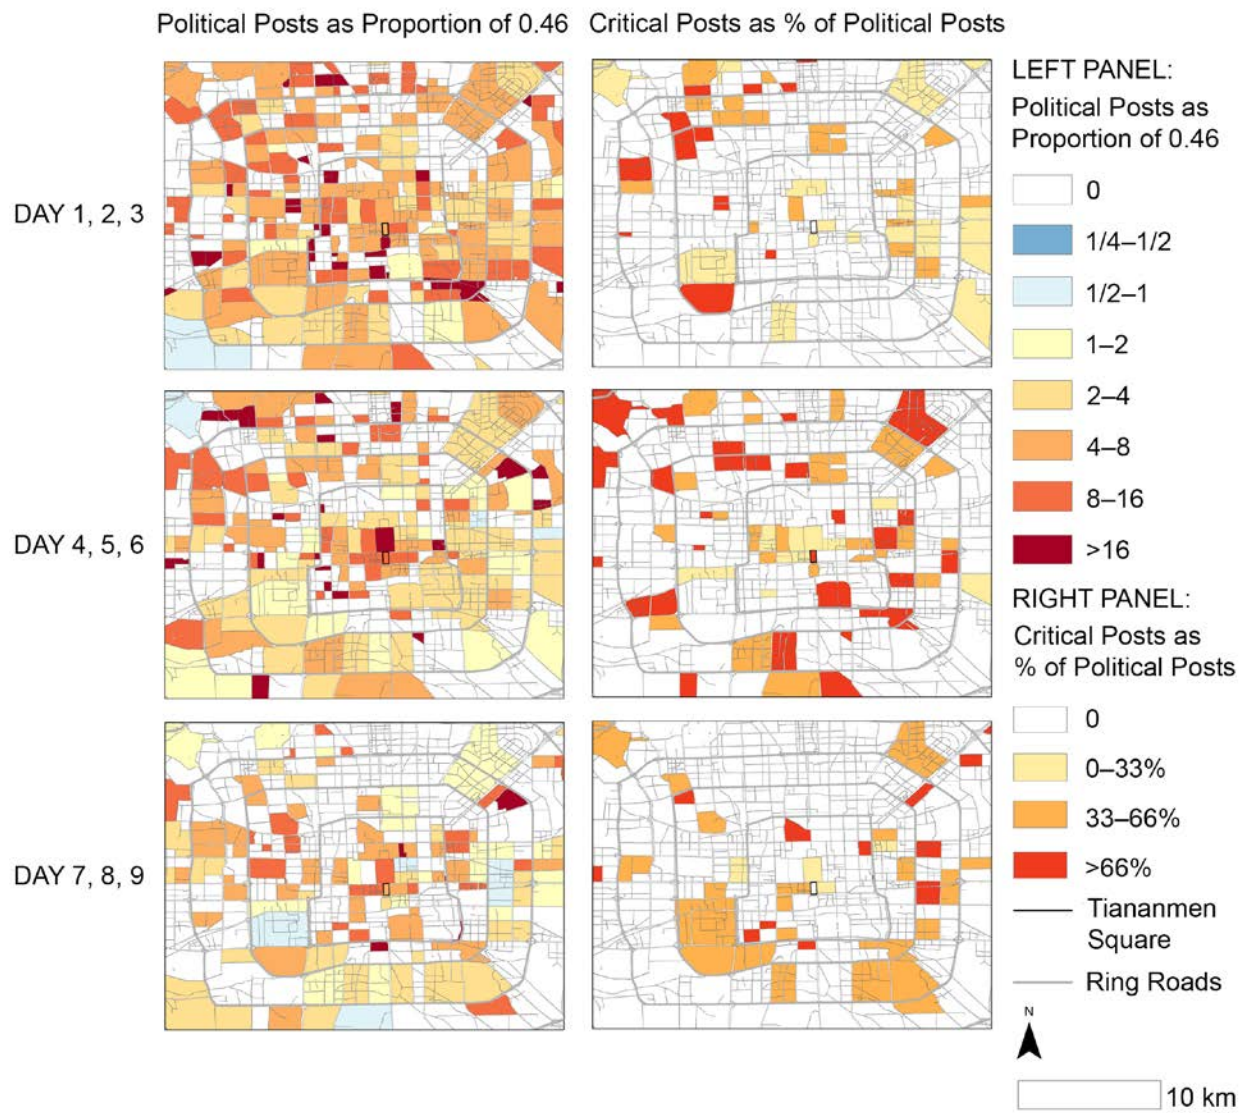 Political Posts as Proportion of 0.46
Critical Posts as % of Political Posts
DAY 1, 2, 3
DAY 4, 5, 6
DAY 7, 8, 9
LEFT PANEL:
Political Posts as
Proportion of 0.46
0
1/4–1/2
1/2–1
1–2
2–4
4–8
8–16
>16
RIGHT PANEL:
Critical Posts as
% of Political Posts
0
0–33%
33–66%
>66%
Tiananmen
Square
Ring Roads
N
10 km